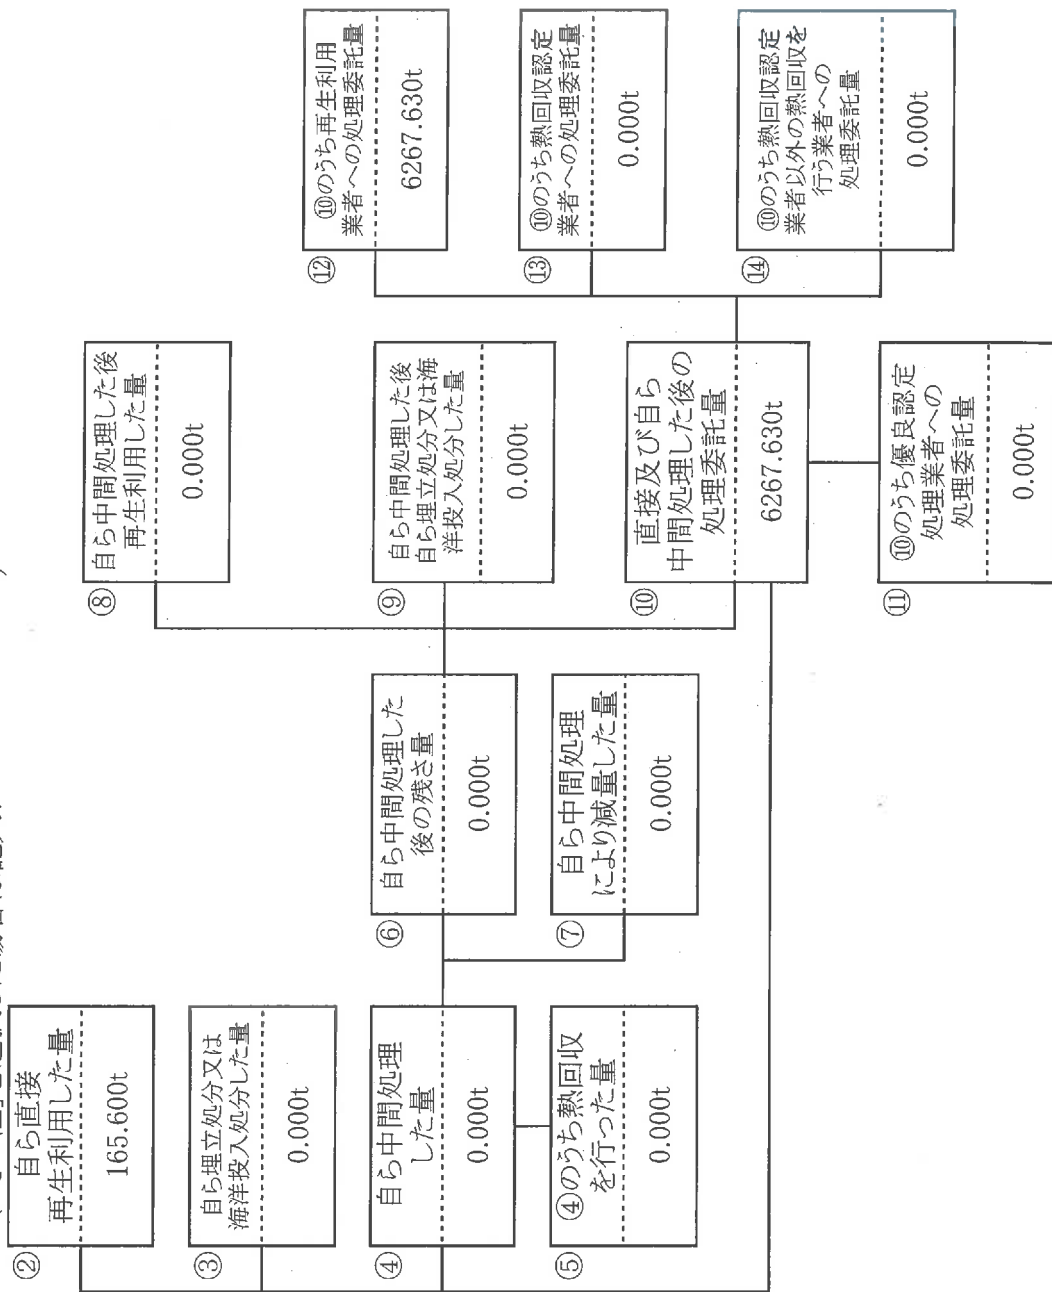 ②
自ら直接
再生利用した量
165.600t
③
自ら埋立処分又は
海洋投入処分した量
0.000t
④
自ら中間処理
した量
0.000t
⑤
④のうち熱回収
を行った量
0.000t
⑥
自ら中間処理した
後の残さ量
0.000t
⑦
自ら中間処理
により減量した量
0.000t
⑧
自ら中間処理した後
再生利用した量
0.000t
⑨
自ら中間処理した後
自ら埋立処分又は海
洋投入処分した量
0.000t
⑩
直接及び自ら
中間処理した後の
処理委託量
6267.630t
⑪
⑩のうち優良認定
処理業者への
処理委託量
0.000t
⑫
⑩のうち再生利用
業者への処理委託量
6267.630t
⑬
⑩のうち熱回収認定
業者への処理委託量
0.000t
⑭
⑩のうち熱回収認定
業者以外の熱回収を
行う業者への
処理委託量
0.000t